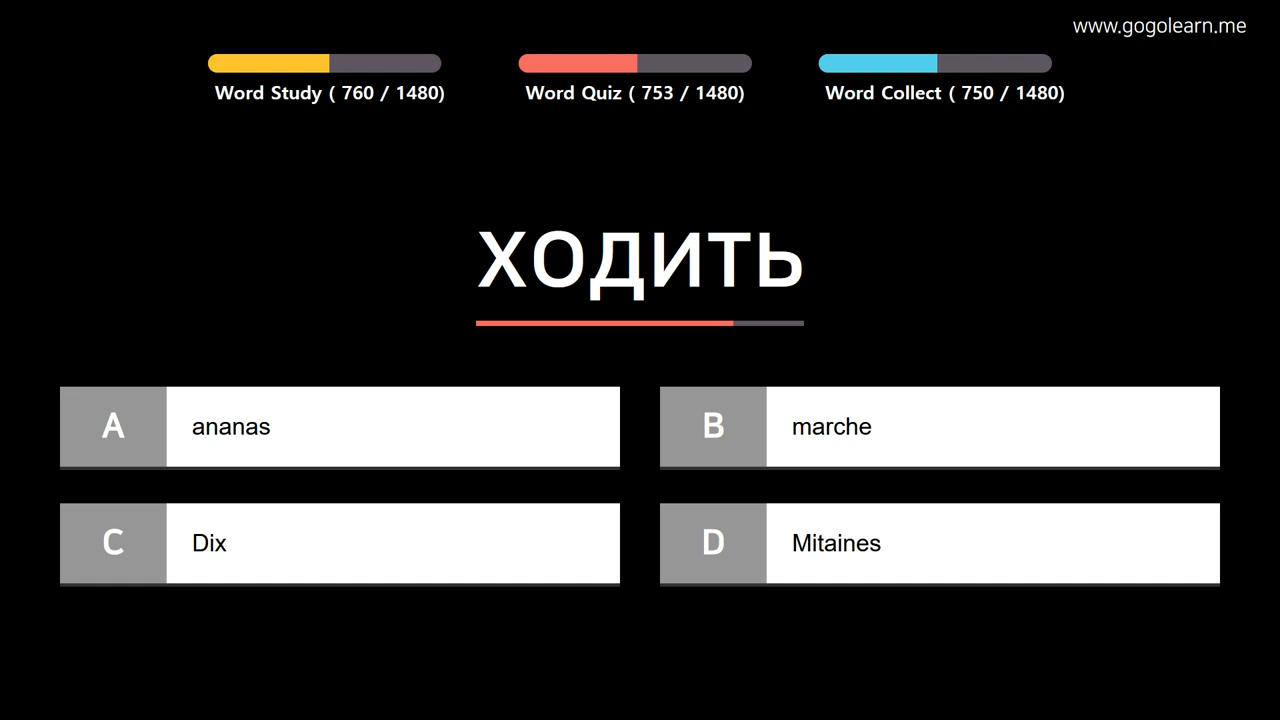 www.gogolearn.me
Word Study ( 760 / 1480)
Word Quiz ( 753 / 1480)
Word Collect ( 750 / 1480)
ХОДИТЬ
A ananas
B marche
C Dix
D Mitaines